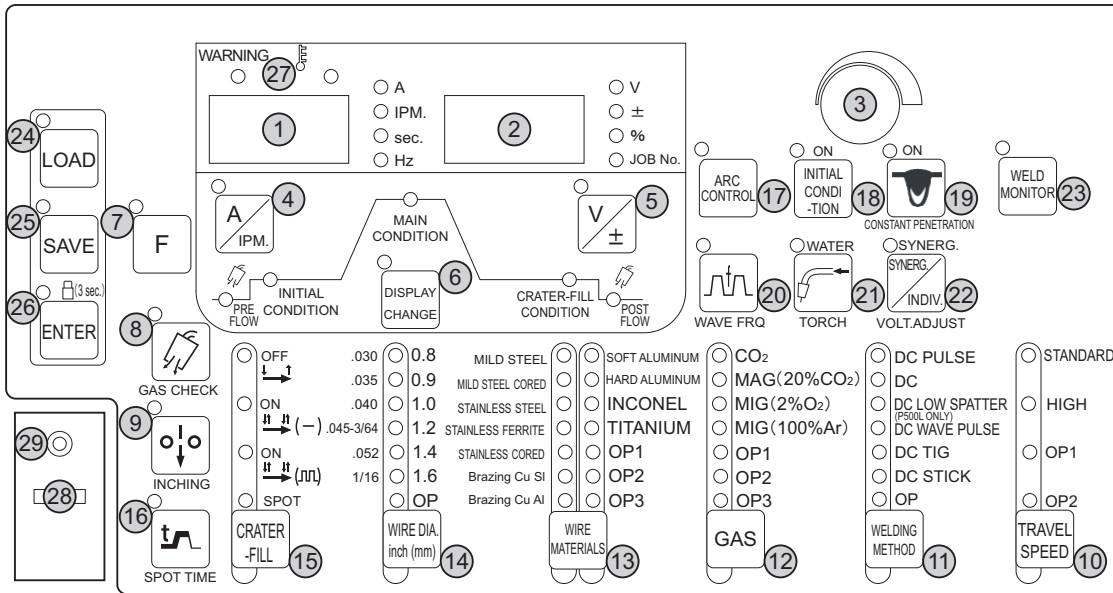 WARNING
27
A
IPM.
sec.
Hz
V
±
%
JOB No.
1
2
3
24
LOAD
25
SAVE
7
F
26
(3 sec.)
ENTER
4
A
IPM.
5
V
±
MAIN
CONDITION
6
DISPLAY
CHANGE
PRE
FLOW
INITIAL
CONDITION
CRATER-FILL
CONDITION
POST
FLOW
ARC
CONTROL
17
ON
INITIAL
CONDI
-TION
18
ON
19
CONSTANT PENETRATION
WELD
MONITOR
23
20
WAVE FRQ
WATER
21
TORCH
SYNERG.
SYNERG.
INDIV.
22
VOLT.ADJUST
8
GAS CHECK
9
INCHING
16
t
SPOT TIME
29
28
OFF
ON
(−)
ON
SPOT
CRATER
-FILL
15
.030 0.8
.035 0.9
.040 1.0
.045-3/64 1.2
.052 1.4
1/16 1.6
OP
WIRE DIA.
inch (mm)
14
MILD STEEL
MILD STEEL CORED
STAINLESS STEEL
STAINLESS FERRITE
STAINLESS CORED
Brazing Cu SI
Brazing Cu Al
SOFT ALUMINUM
HARD ALUMINUM
INCONEL
TITANIUM
OP1
OP2
OP3
WIRE
MATERIALS
13
CO2
MAG(20%CO2)
MIG(2%O2)
MIG(100%Ar)
OP1
OP2
OP3
GAS
12
DC PULSE
DC
DC LOW SPATTER
(P500L ONLY)
DC WAVE PULSE
DC TIG
DC STICK
OP
WELDING
METHOD
11
STANDARD
HIGH
OP1
OP2
TRAVEL
SPEED
10